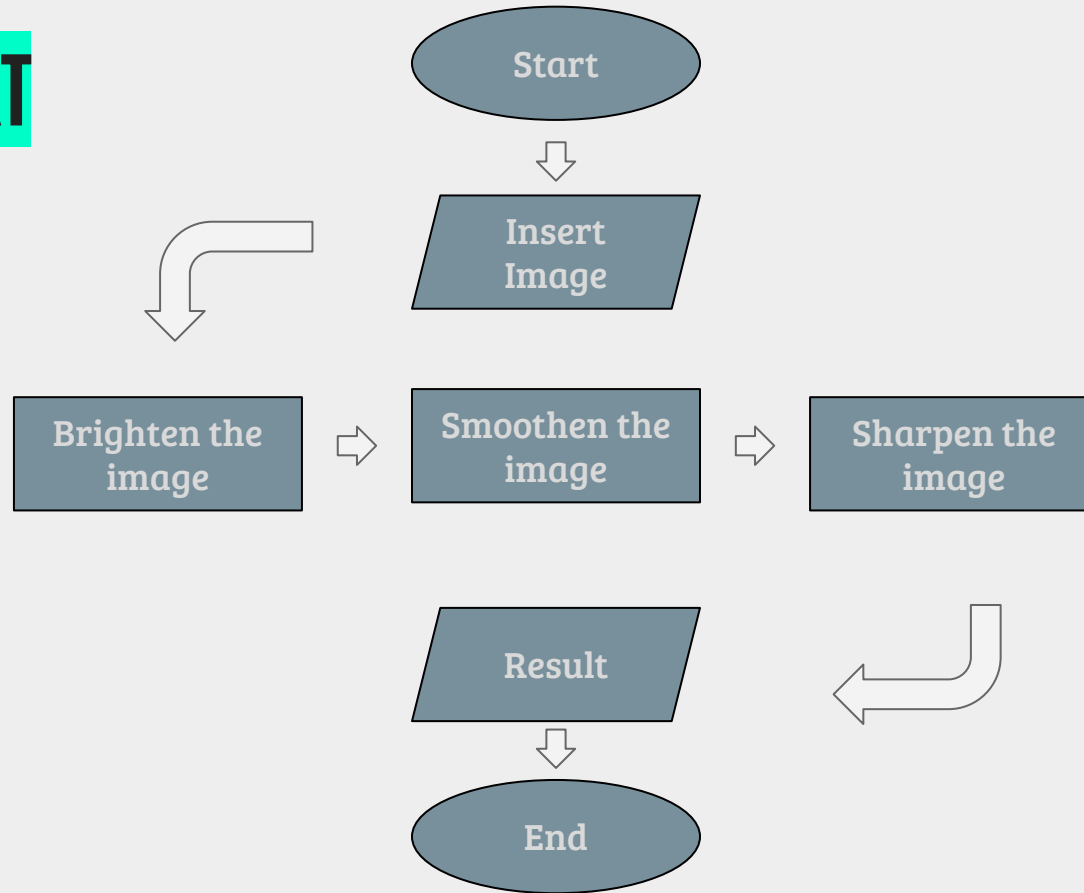 Start
Insert
Image
Brighten the
image
Smoothen the
image
Sharpen the
image
Result
End